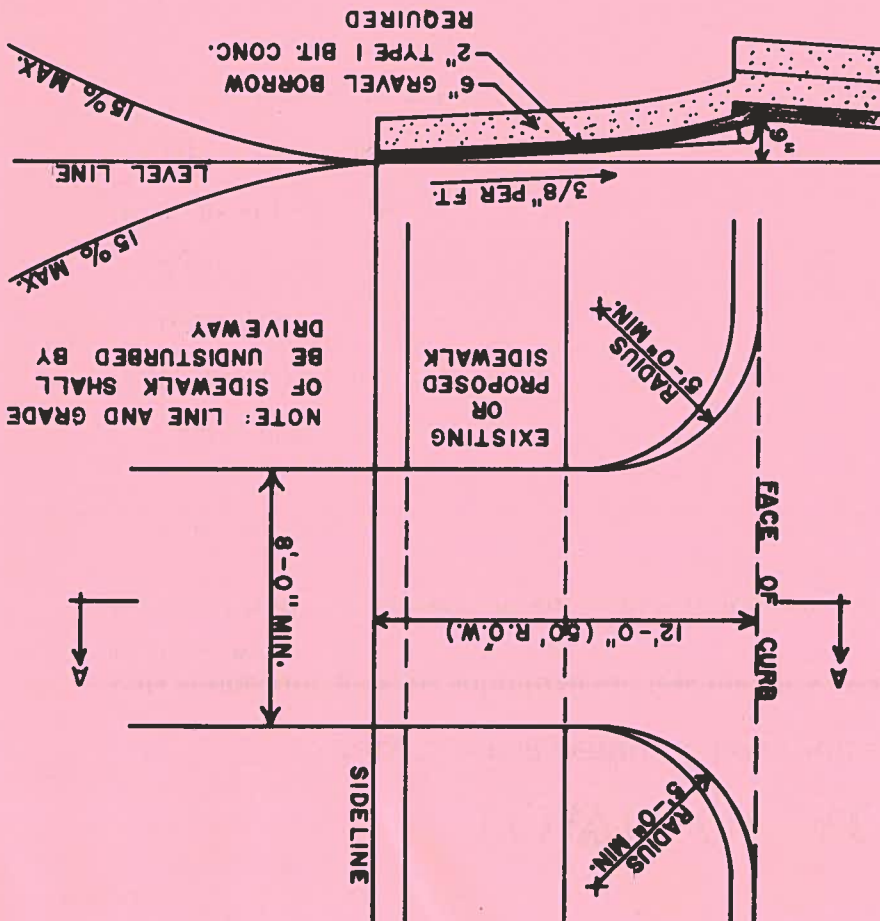 RADIUS
5'-0" MIN.
SIDELINE
A
A
12'-0" (50' R.O.W.)
8'-0" MIN.
FACE OF CURB
EXISTING
OR
PROPOSED
SIDEWALK
RADIUS
5'-0" MIN.
NOTE: LINE AND GRADE
OF SIDEWALK SHALL
BE UNDISTURBED BY
DRIVEWAY
15% MAX.
3/8" PER FT.
LEVEL LINE
6"
15% MAX.
6" GRAVEL BORROW
2" TYPE I BIT. CONC.
REQUIRED